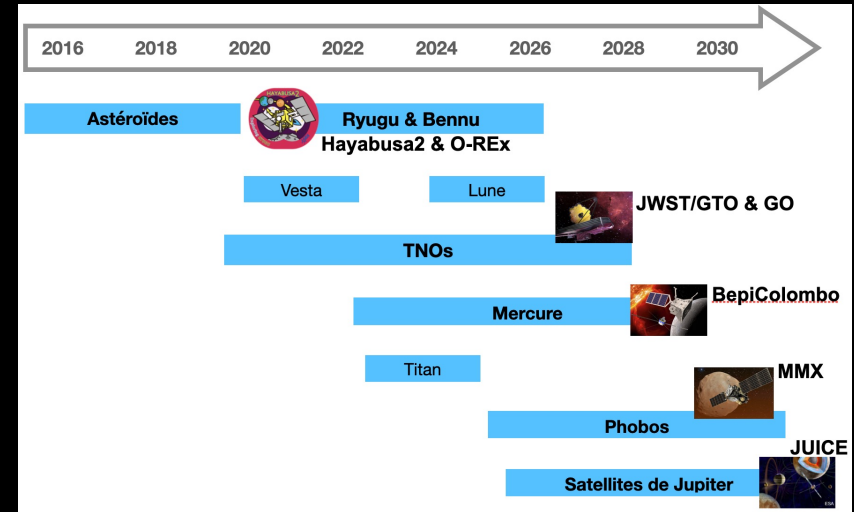 2016 2018 2020 2022 2024 2026 2028 2030
HAYABUSA2
Astéroïdes
Ryugu & Bennu
Hayabusa2 & O-REx
Vesta
Lune
JWST/GTO & GO
TNOs
BepiColombo
Mercure
Titan
MMX
Phobos
JUICE
Satellites de Jupiter